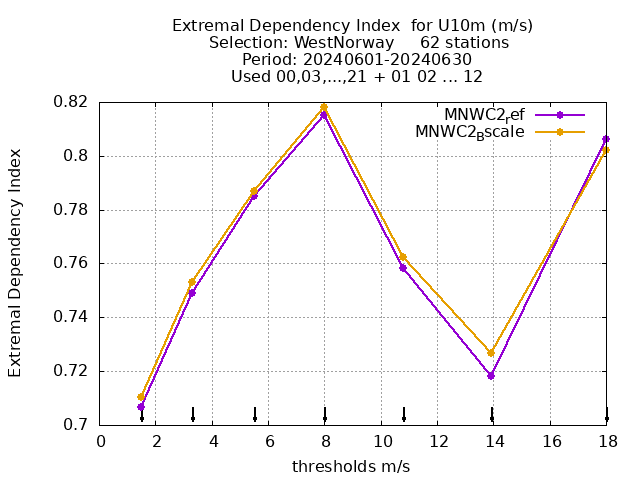 Extremal Dependency Index  for U10m (m/s)
Selection: WestNorway     62 stations
Period: 20240601-20240630
Used 00,03,...,21 + 01 02 ... 12
MNWC2ref
MNWC2Bscale
0.82
0.8
0.78
0.76
0.74
0.72
0.7
Extremal Dependency Index
0 2 4 6 8 10 12 14 16 18
thresholds m/s